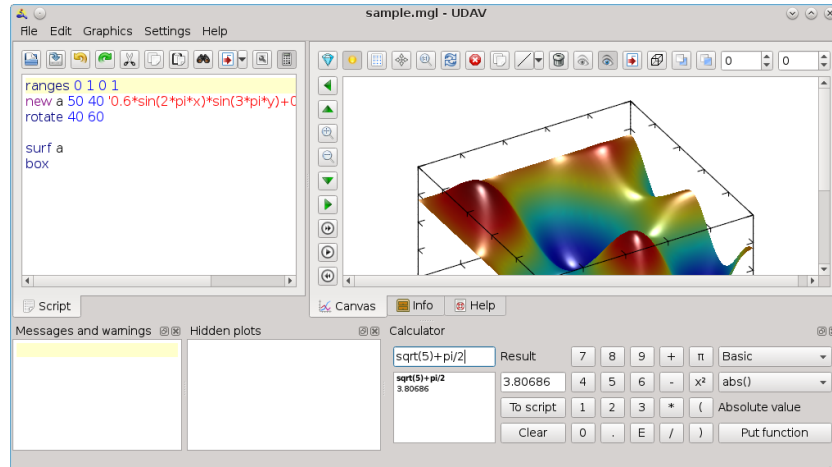 sample.mgl - UDAV
File Edit Graphics Settings Help
ranges 0 1 0 1
new a 50 40 '0.6*sin(2*pi*x)*sin(3*pi*y)+0
rotate 40 60
surf a
box
0 0
Script
Canvas Info Help
Messages and warnings
Hidden plots
Calculator
sqrt(5)+pi/2 Result 7 8 9 + π Basic
sqrt(5)+pi/2
3.80686
3.80686 4 5 6 - x² abs()
To script 1 2 3 * ( Absolute value
Clear 0 . E / ) Put function